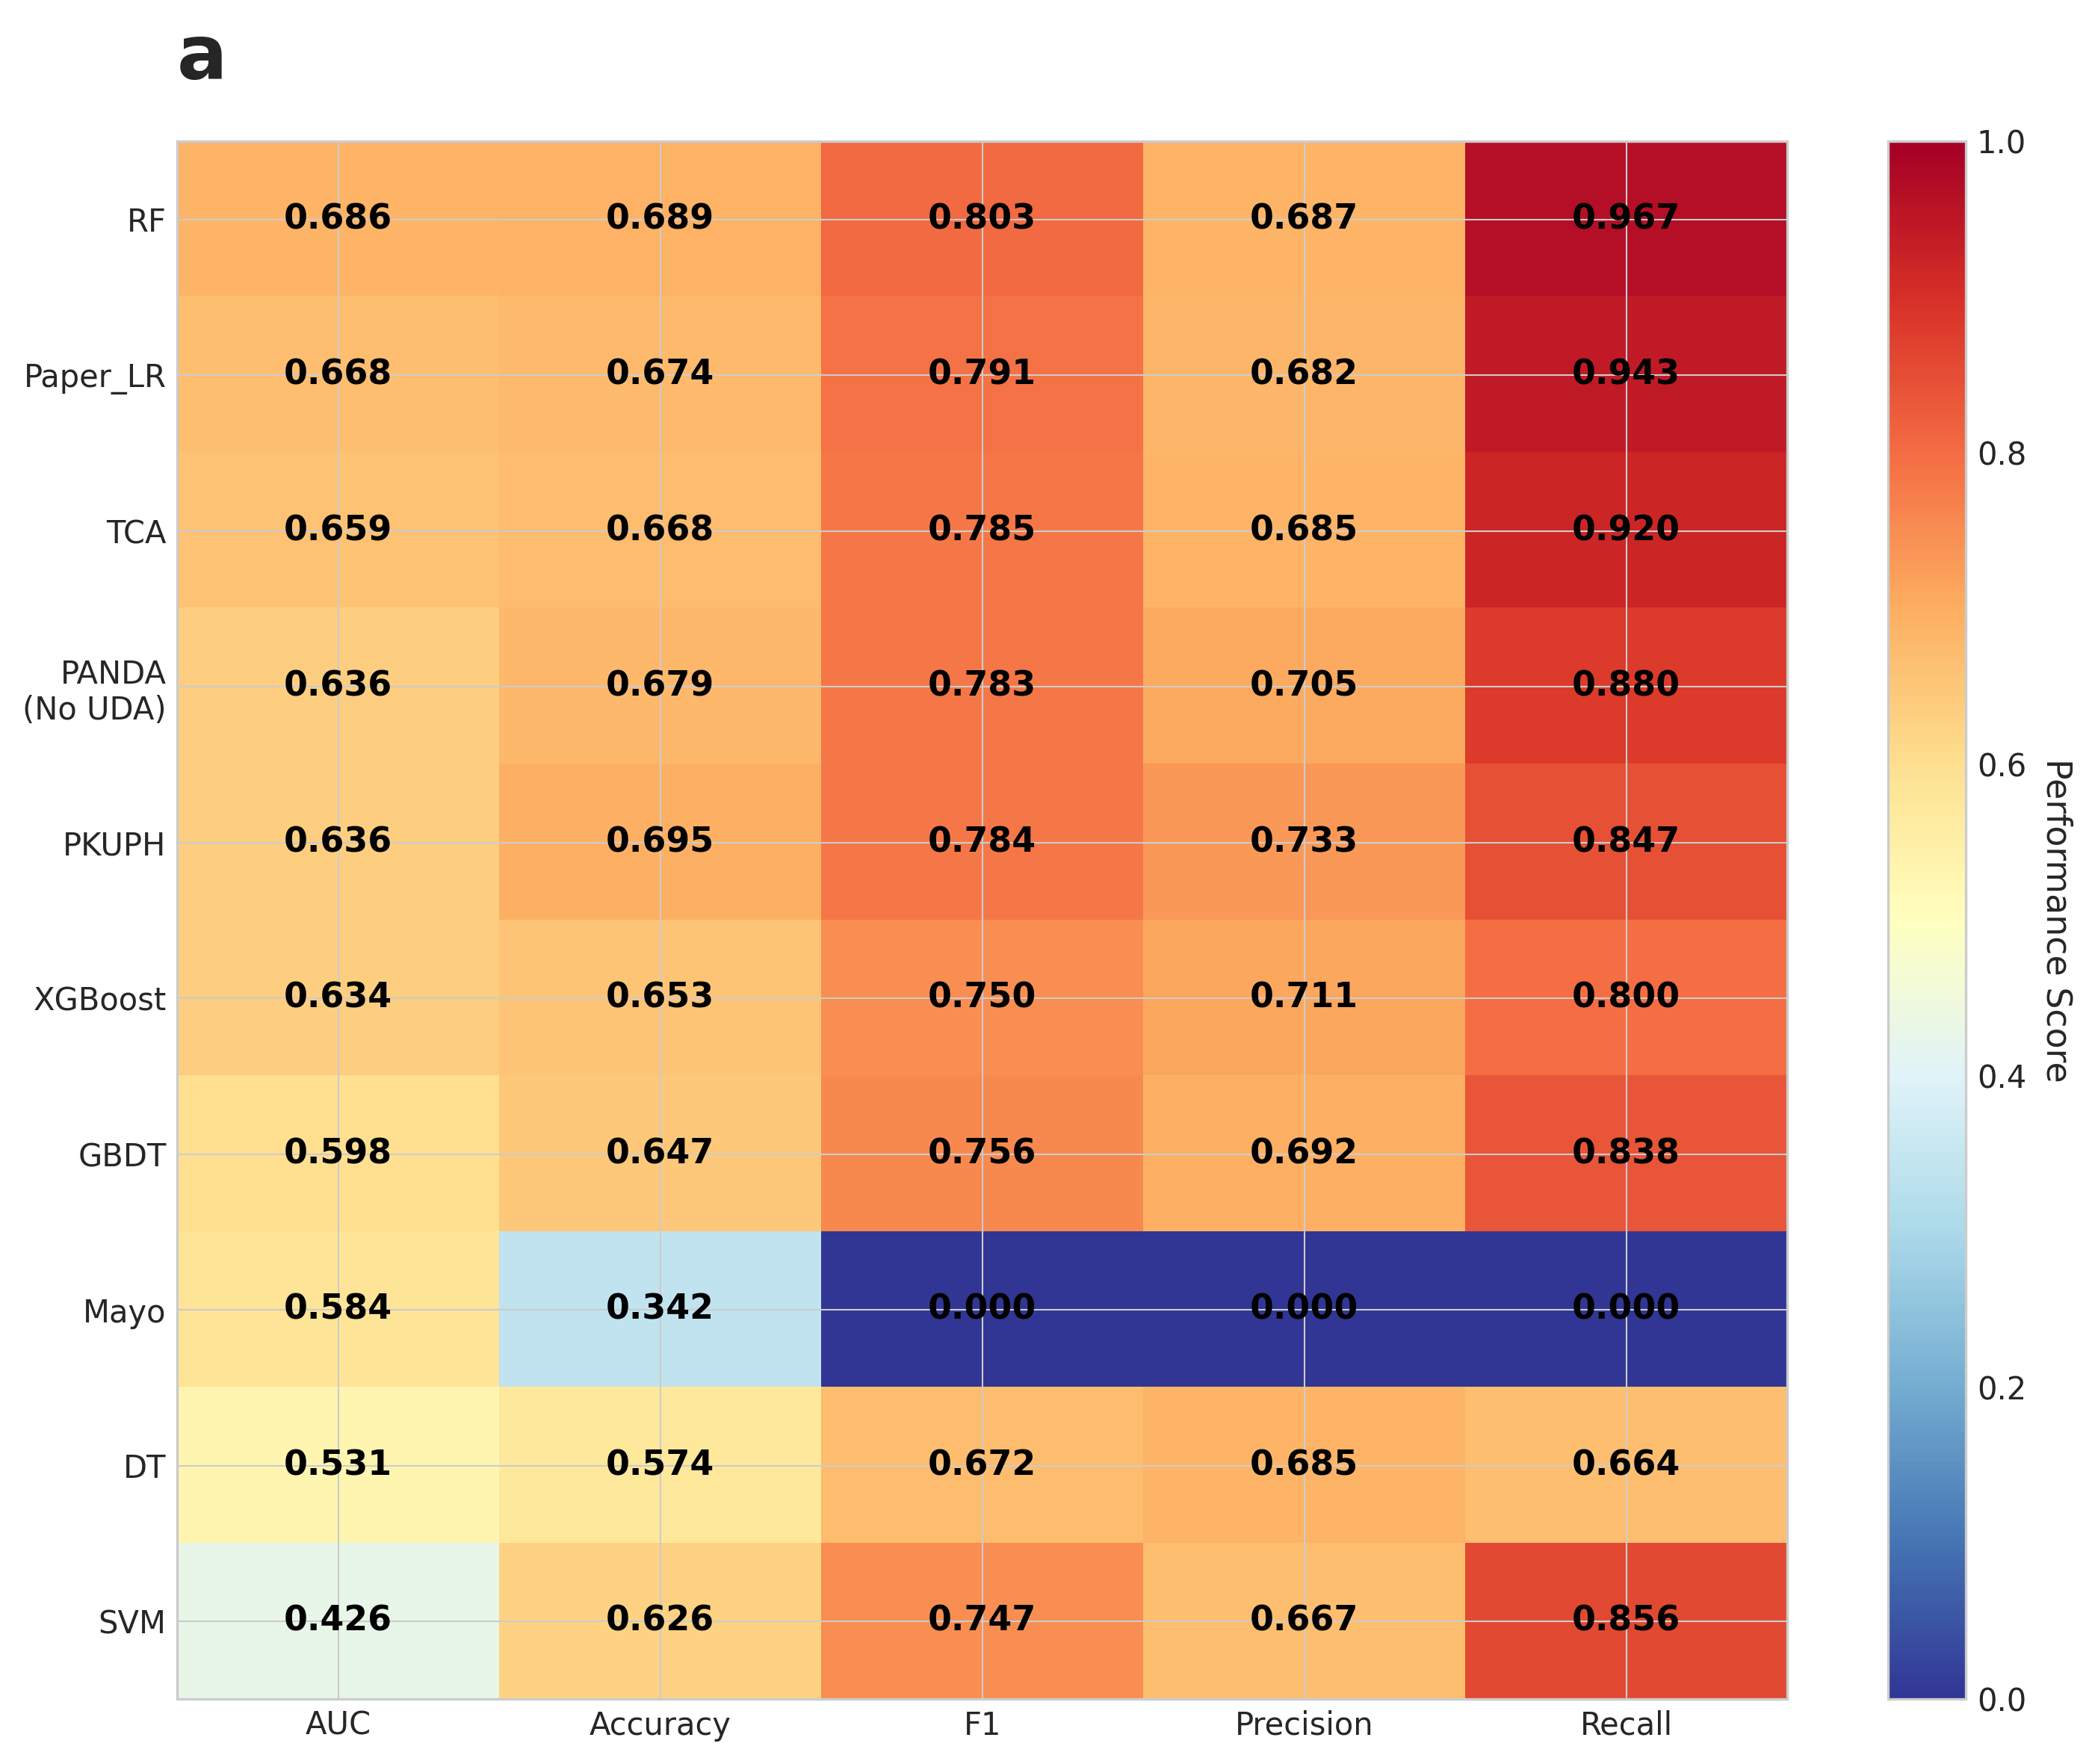 a
RF 0.686 0.689 0.803 0.687 0.967
Paper_LR 0.668 0.674 0.791 0.682 0.943
TCA 0.659 0.668 0.785 0.685 0.920
PANDA
(No UDA) 0.636 0.679 0.783 0.705 0.880
PKUPH 0.636 0.695 0.784 0.733 0.847
XGBoost 0.634 0.653 0.750 0.711 0.800
GBDT 0.598 0.647 0.756 0.692 0.838
Mayo 0.584 0.342 0.000 0.000 0.000
DT 0.531 0.574 0.672 0.685 0.664
SVM 0.426 0.626 0.747 0.667 0.856
AUC Accuracy F1 Precision Recall
1.0
0.8
0.6
0.4
0.2
0.0
Performance Score